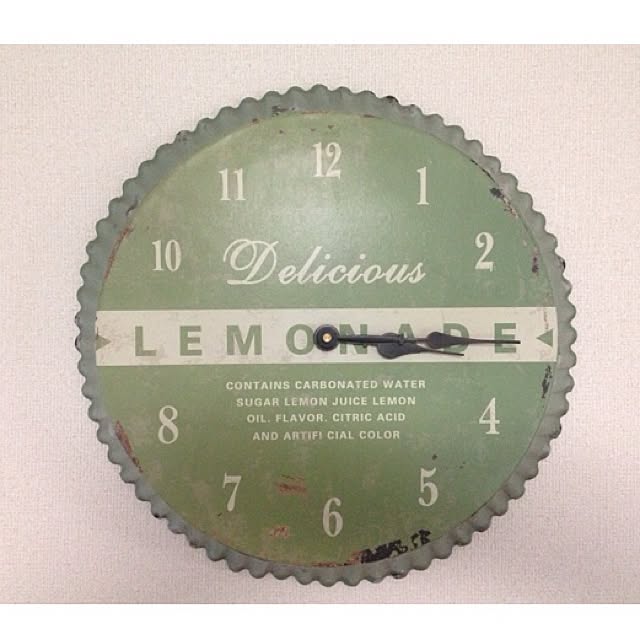 12
11 1
10 2
Delicious
LEMONADE
CONTAINS CARBONATED WATER
SUGAR LEMON JUICE LEMON
OIL. FLAVOR. CITRIC ACID
AND ARTIFI CIAL COLOR
8 4
7 5
6